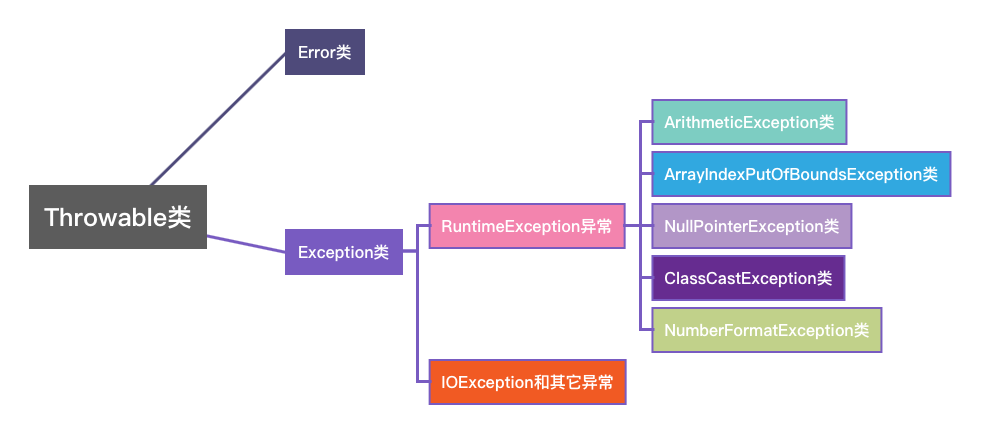 Error类
Throwable类
Exception类
RuntimeException异常
ArithmeticException类
ArrayIndexPutOfBoundsException类
NullPointerException类
ClassCastException类
NumberFormatException类
IOException和其它异常